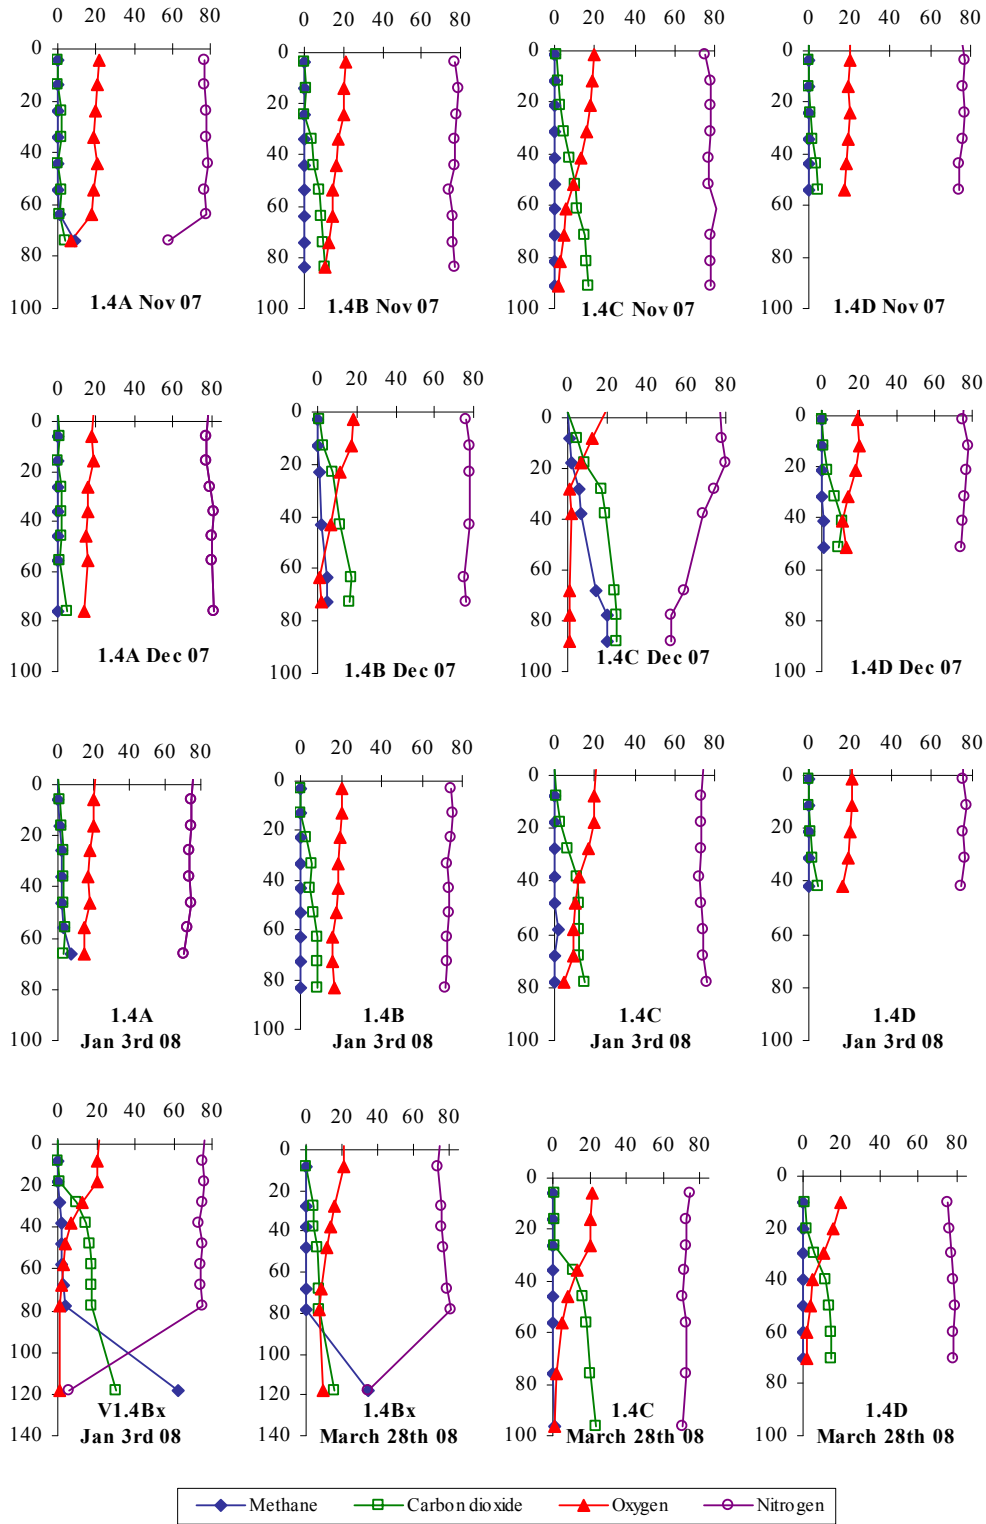 0 20 40 60 80 0 20 40 60 80 0 20 40 60 80 0 20 40 60 80
0 0 0 0
20 20 20 20
40 40 40 40
60 60 60 60
80 80 80 80
100 100 100 100
1.4A Nov 07 1.4B Nov 07 1.4C Nov 07 1.4D Nov 07
0 20 40 60 80 0 20 40 60 80 0 20 40 60 80 0 20 40 60 80
0 0 0 0
20 20 20 20
40 40 40 40
60 60 60 60
80 80 80 80
100 100 100 100
1.4A Dec 07 1.4B Dec 07 1.4C Dec 07 1.4D Dec 07
0 20 40 60 80 0 20 40 60 80 0 20 40 60 80 0 20 40 60 80
0 0 0 0
20 20 20 20
40 40 40 40
60 60 60 60
80 80 80 80
100 100 100 100
1.4A 1.4B 1.4C 1.4D
Jan 3rd 08 Jan 3rd 08 Jan 3rd 08 Jan 3rd 08
0 20 40 60 80 0 20 40 60 80 0 20 40 60 80 0 20 40 60 80
0 0 0 0
20 20 20 20
40 40 40 40
60 60 60 60
80 80 80 80
100 100 100 100
120 120
140 140
V1.4Bx 1.4Bx 1.4C 1.4D
Jan 3rd 08 March 28th 08 March 28th 08 March 28th 08
Methane Carbon dioxide Oxygen Nitrogen